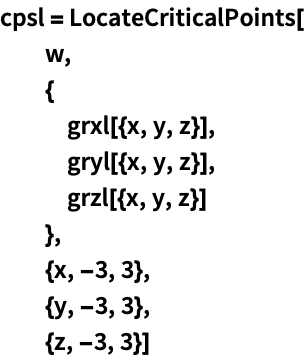 cpsl = LocateCriticalPoints[
w,
{
grxl[{x, y, z}],
gryl[{x, y, z}],
grzl[{x, y, z}]
},
{x, -3, 3},
{y, -3, 3},
{z, -3, 3}]